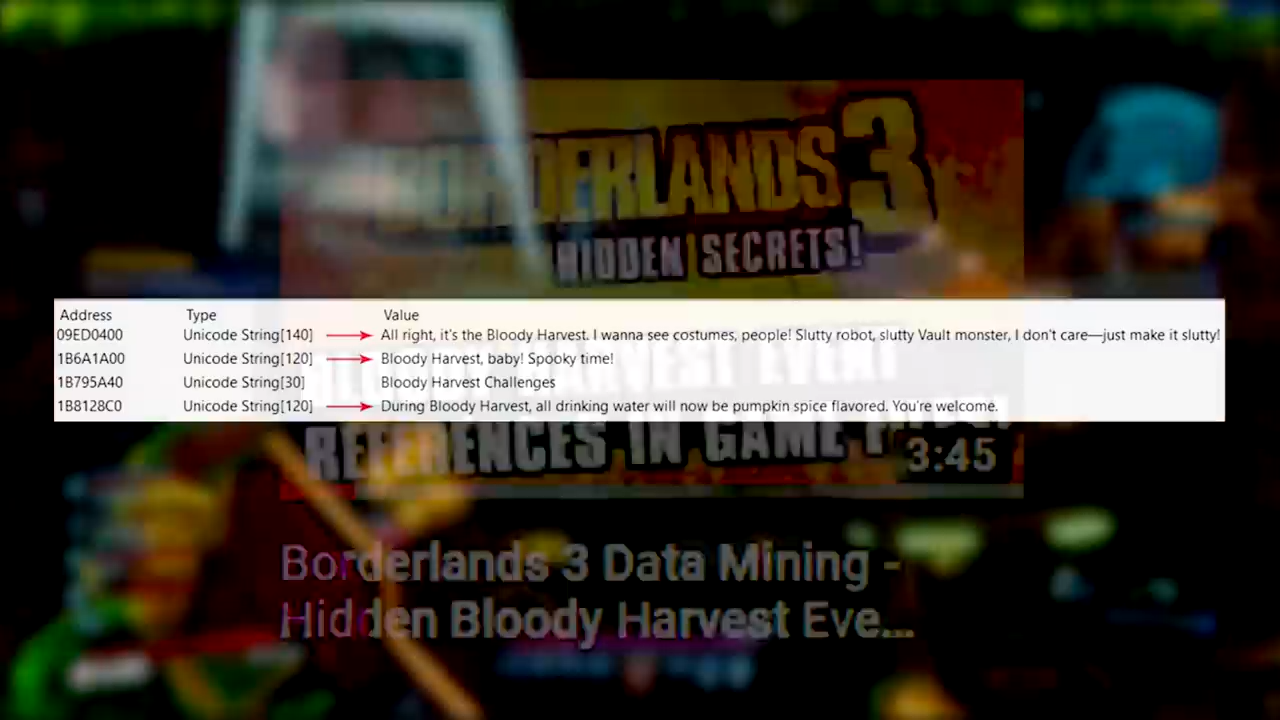 BORDERLANDS 3
HIDDEN SECRETS!
Address Type Value
09ED0400 Unicode String[140] All right, it's the Bloody Harvest. I wanna see costumes, people! Slutty robot, slutty Vault monster, I don't care—just make it slutty!
1B6A1A00 Unicode String[120] Bloody Harvest, baby! Spooky time!
BLOODY HARVEST EVENT
1B795A40 Unicode String[30] Bloody Harvest Challenges
1B8128C0 Unicode String[120] During Bloody Harvest, all drinking water will now be pumpkin spice flavored. You're welcome.
REFERENCES IN GAME
3:45
Borderlands 3 Data Mining -
Hidden Bloody Harvest Eve...